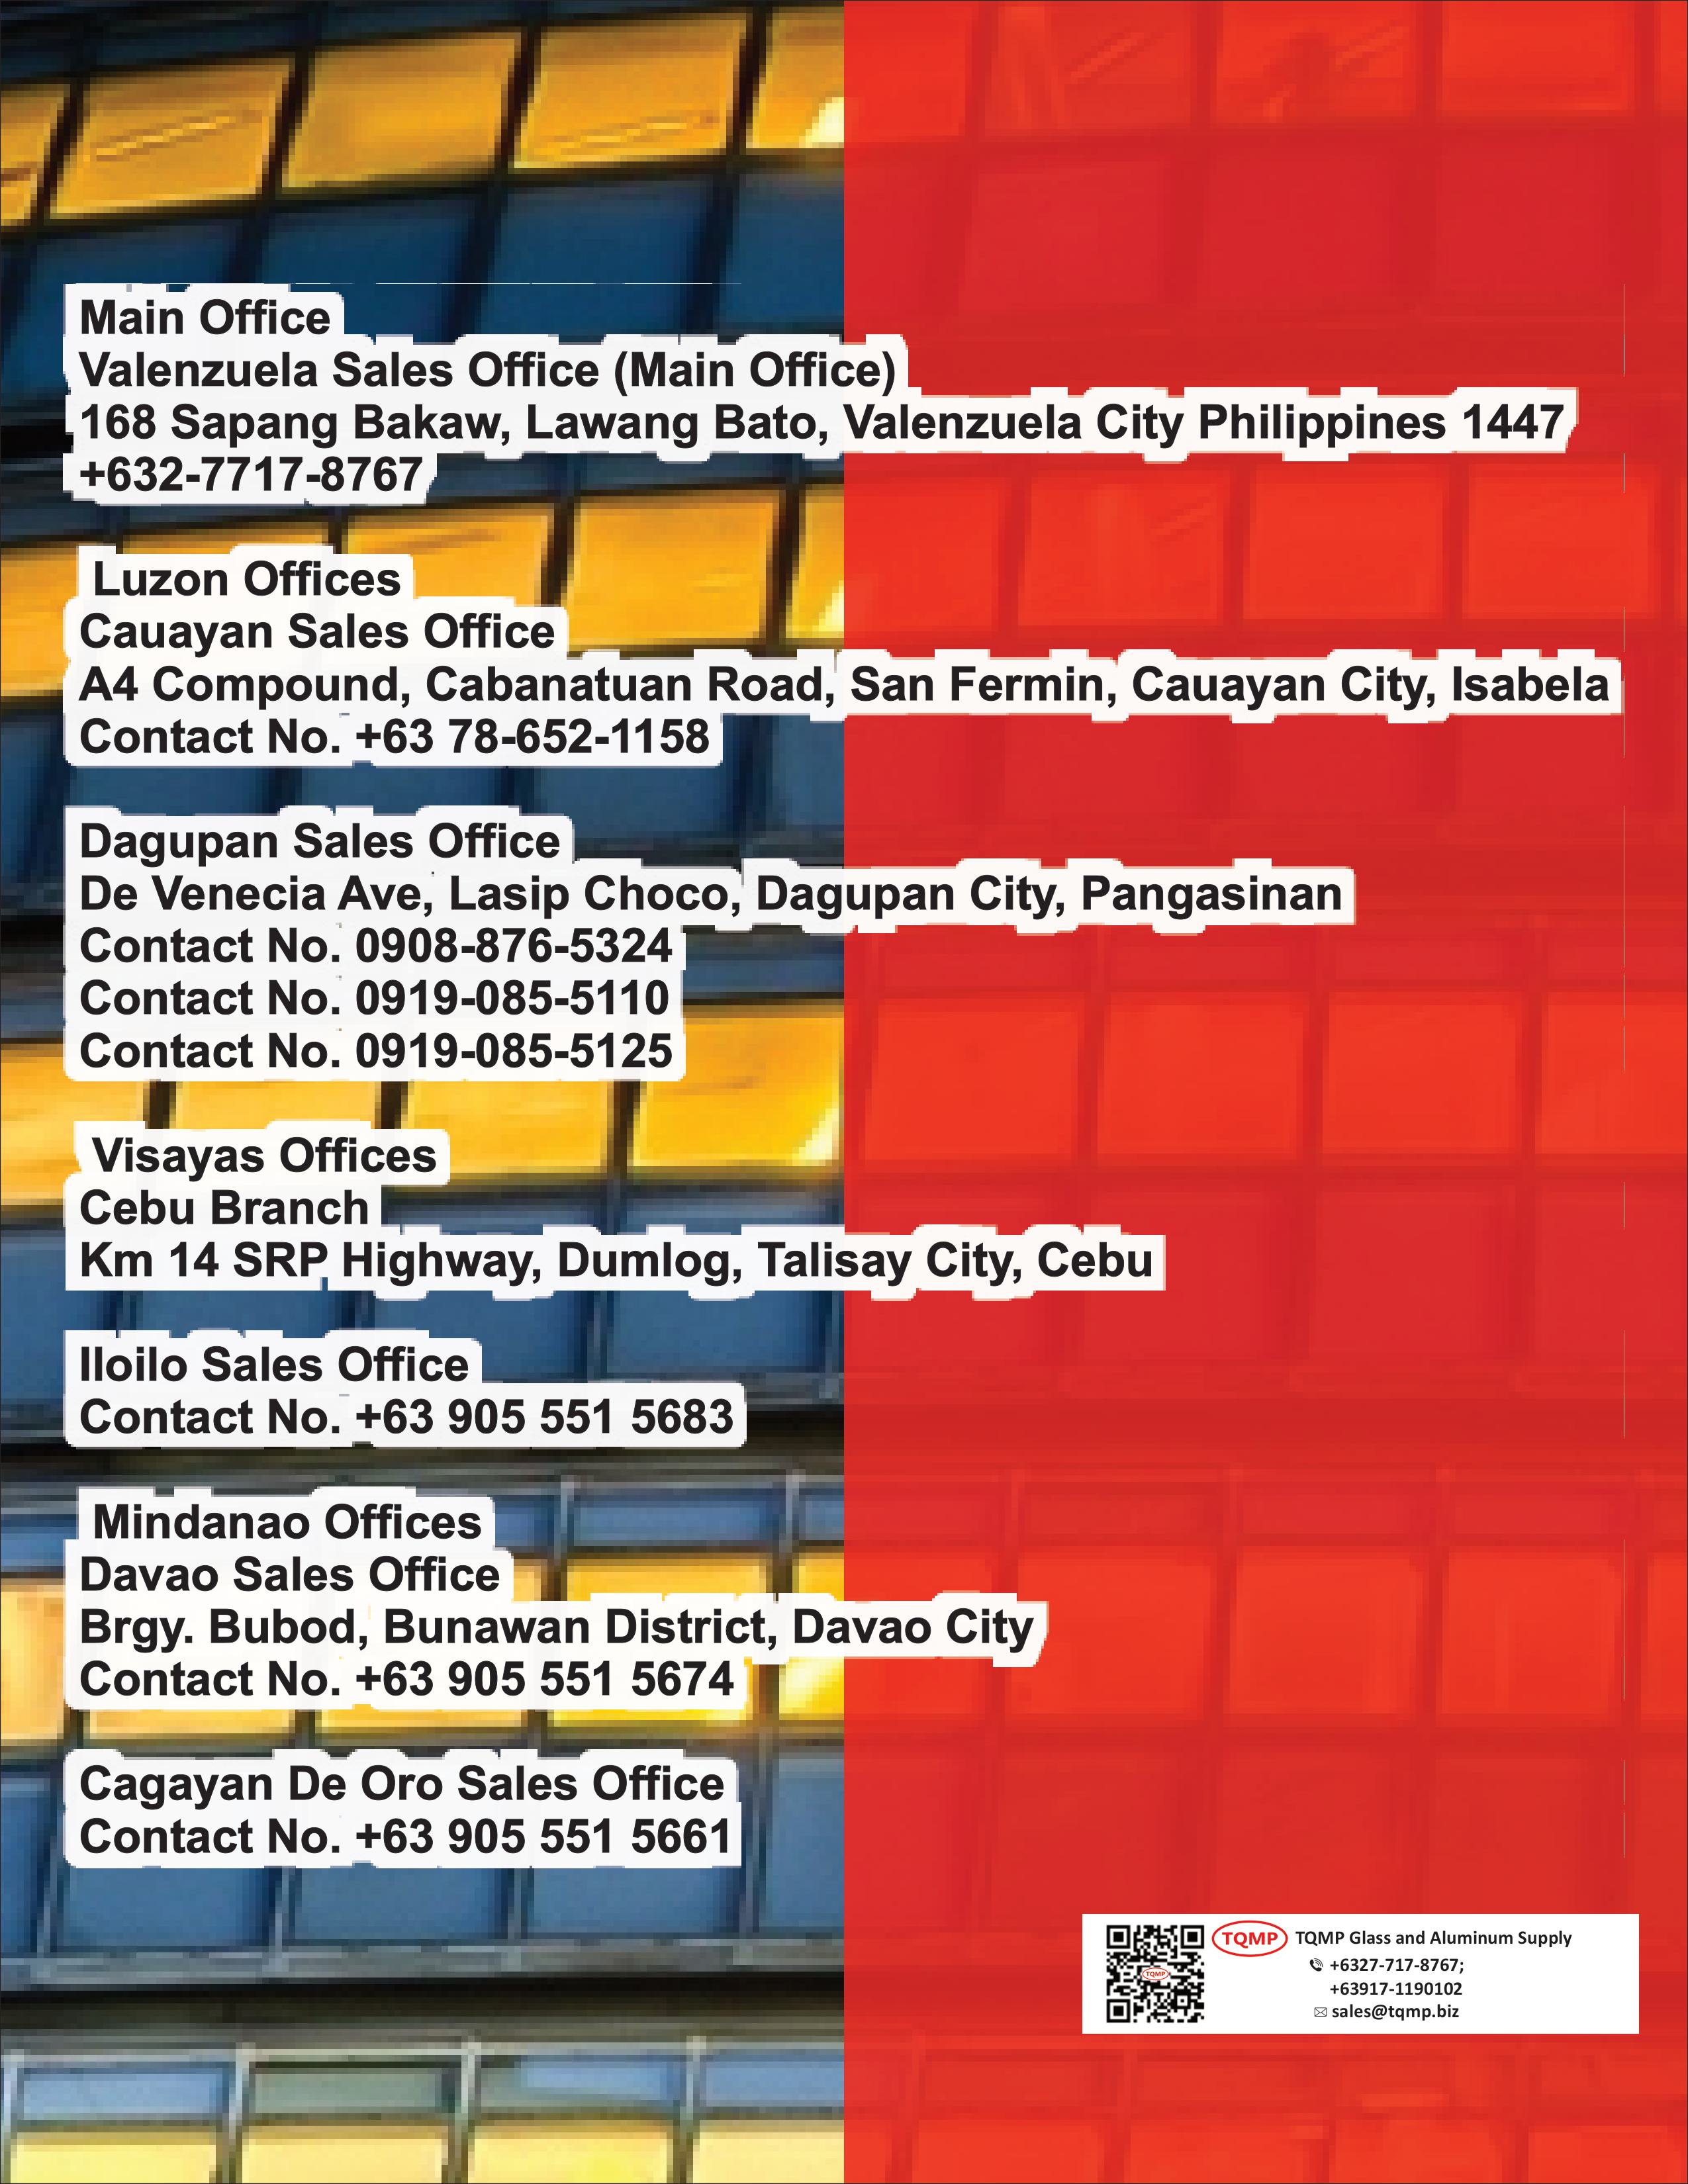 Main Office
Valenzuela Sales Office (Main Office)
168 Sapang Bakaw, Lawang Bato, Valenzuela City Philippines 1447
+632-7717-8767
Luzon Offices
Cauayan Sales Office
A4 Compound, Cabanatuan Road, San Fermin, Cauayan City, Isabela
Contact No. +63 78-652-1158
Dagupan Sales Office
De Venecia Ave, Lasip Choco, Dagupan City, Pangasinan
Contact No. 0908-876-5324
Contact No. 0919-085-5110
Contact No. 0919-085-5125
Visayas Offices
Cebu Branch
Km 14 SRP Highway, Dumlog, Talisay City, Cebu
Iloilo Sales Office
Contact No. +63 905 551 5683
Mindanao Offices
Davao Sales Office
Brgy. Bubod, Bunawan District, Davao City
Contact No. +63 905 551 5674
Cagayan De Oro Sales Office
Contact No. +63 905 551 5661
TQMP
TQMP TQMP Glass and Aluminum Supply
+6327-717-8767;
+63917-1190102
sales@tqmp.biz